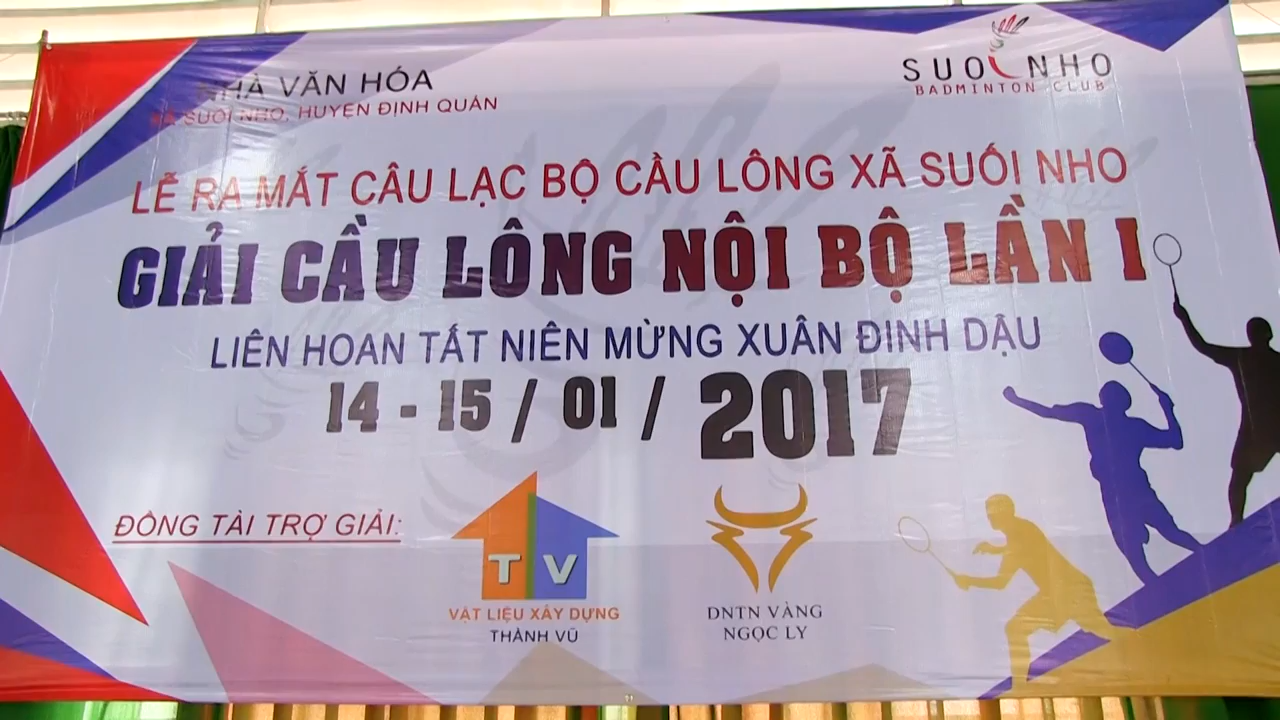 NHÀ VĂN HÓA
XÃ SUỐI NHO, HUYỆN ĐỊNH QUÁN
SUOI NHO
BADMINTON CLUB
LỄ RA MẮT CÂU LẠC BỘ CẦU LÔNG XÃ SUỐI NHO
GIẢI CẦU LÔNG NỘI BỘ LẦN I
LIÊN HOAN TẤT NIÊN MỪNG XUÂN ĐINH DẬU
14 - 15 / 01 / 2017
ĐỒNG TÀI TRỢ GIẢI:
TV
VẬT LIỆU XÂY DỰNG
THÀNH VŨ
DNTN VÀNG
NGỌC LY